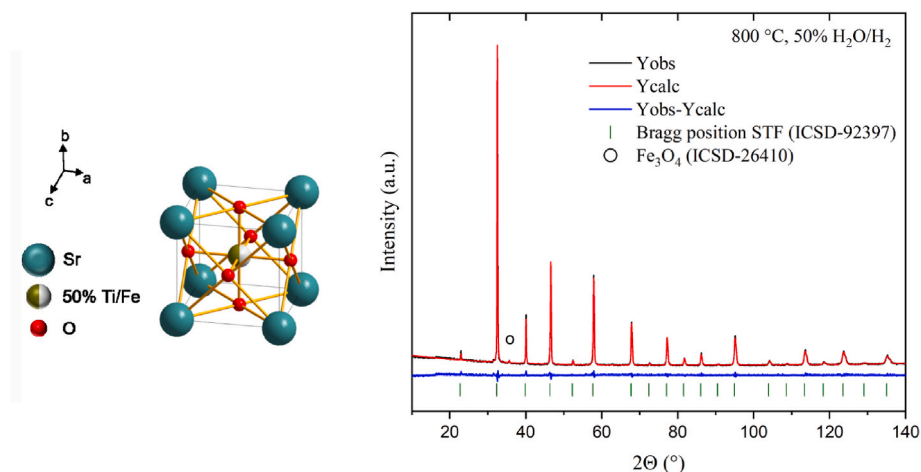 b
a
c
Sr
50% Ti/Fe
O
800 °C, 50% H₂O/H₂
Yobs
Ycalc
Yobs-Ycalc
Bragg position STF (ICSD-92397)
Fe₃O₄ (ICSD-26410)
Intensity (a.u.)
20 40 60 80 100 120 140
2Θ (°)